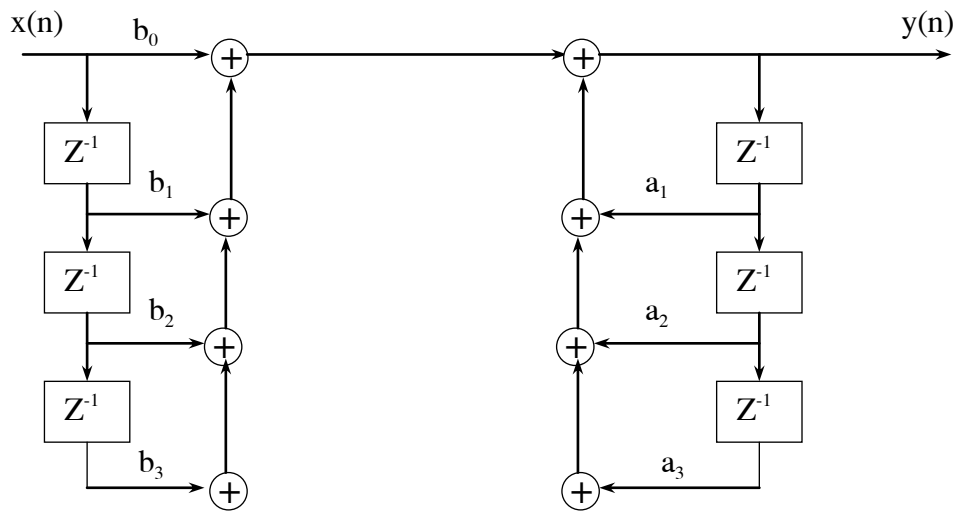 x(n) b₀ y(n)
+ +
Z⁻¹ Z⁻¹
b₁ a₁
+ +
Z⁻¹ Z⁻¹
b₂ a₂
+ +
Z⁻¹ Z⁻¹
b₃ a₃
+ +